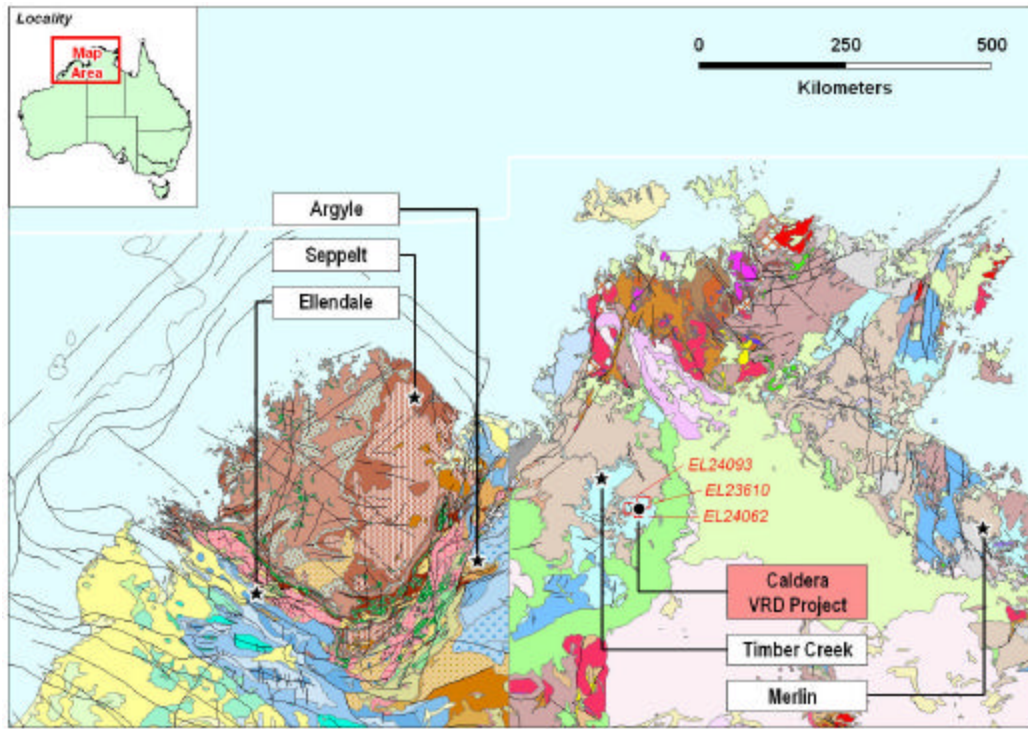 Locality
Map
Area
0 250 500
Kilometers
Argyle
Seppelt
Ellendale
EL24093
EL23610
EL24062
Caldera
VRD Project
Timber Creek
Merlin